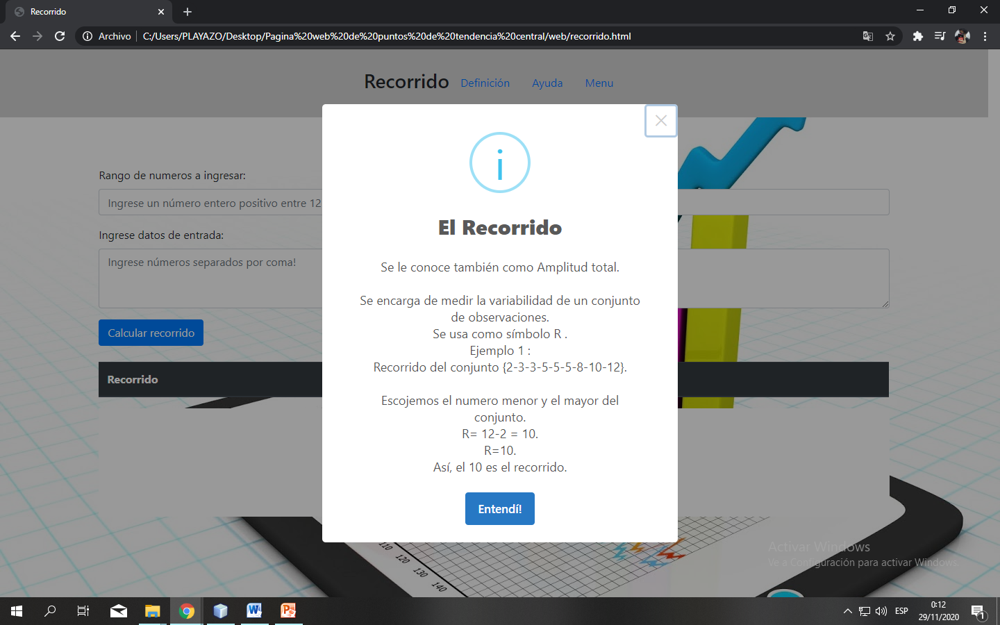 Recorrido
Archivo
C:/Users/PLAYAZO/Desktop/Pagina%20web%20de%20puntos%20de%20tendencia%20central/web/recorrido.html
Recorrido
Definición
Ayuda
Menu
Rango de numeros a ingresar:
Ingrese un número entero positivo entre 12
Ingrese datos de entrada:
Ingrese números separados por coma!
Calcular recorrido
Recorrido
i
El Recorrido
Se le conoce también como Amplitud total.
Se encarga de medir la variabilidad de un conjunto
de observaciones.
Se usa como símbolo R .
Ejemplo 1 :
Recorrido del conjunto {2-3-3-5-5-5-8-10-12}.
Escojemos el numero menor y el mayor del
conjunto.
R= 12-2 = 10.
R=10.
Así, el 10 es el recorrido.
Entendí!
110
120
130
140
Activar Windows
Ve a Configuración para activar Windows.
ESP
0:12
29/11/2020
1